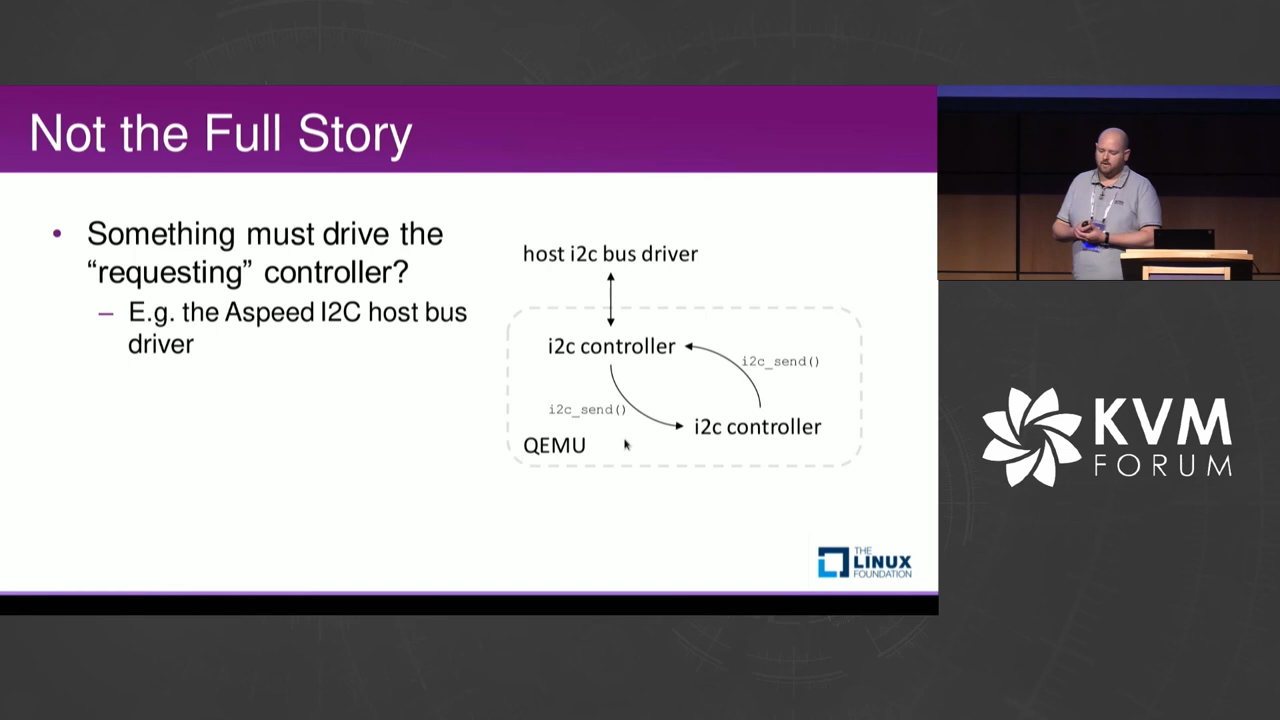 Not the Full Story
• Something must drive the
“requesting” controller?
– E.g. the Aspeed I2C host bus
driver
host i2c bus driver
i2c controller
i2c_send()
i2c_send()
i2c controller
QEMU
THE
LINUX
FOUNDATION
KVM
FORUM